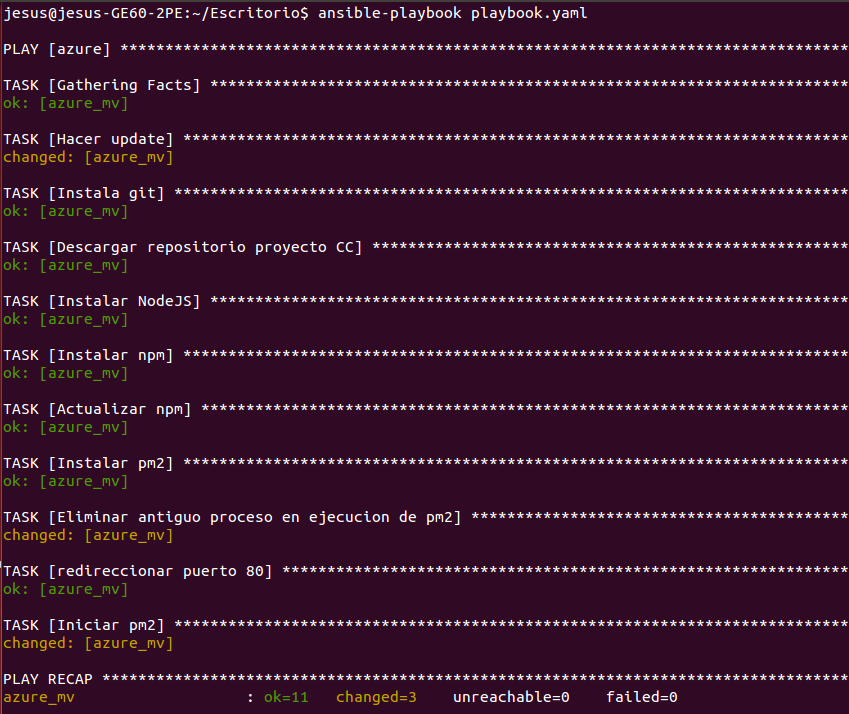 jesus@jesus-GE60-2PE:~/Escritorio$ ansible-playbook playbook.yaml
PLAY [azure] *********************************************************************************
TASK [Gathering Facts] ***********************************************************************
ok: [azure_mv]
TASK [Hacer update] **************************************************************************
changed: [azure_mv]
TASK [Instala git] ***************************************************************************
ok: [azure_mv]
TASK [Descargar repositorio proyecto CC] *****************************************************
ok: [azure_mv]
TASK [Instalar NodeJS] ***********************************************************************
ok: [azure_mv]
TASK [Instalar npm] **************************************************************************
ok: [azure_mv]
TASK [Actualizar npm] ************************************************************************
ok: [azure_mv]
TASK [Instalar pm2] **************************************************************************
ok: [azure_mv]
TASK [Eliminar antiguo proceso en ejecucion de pm2] ******************************************
changed: [azure_mv]
TASK [redireccionar puerto 80] ***************************************************************
ok: [azure_mv]
TASK [Iniciar pm2] ***************************************************************************
changed: [azure_mv]
PLAY RECAP ***********************************************************************************
azure_mv                   : ok=11   changed=3    unreachable=0    failed=0